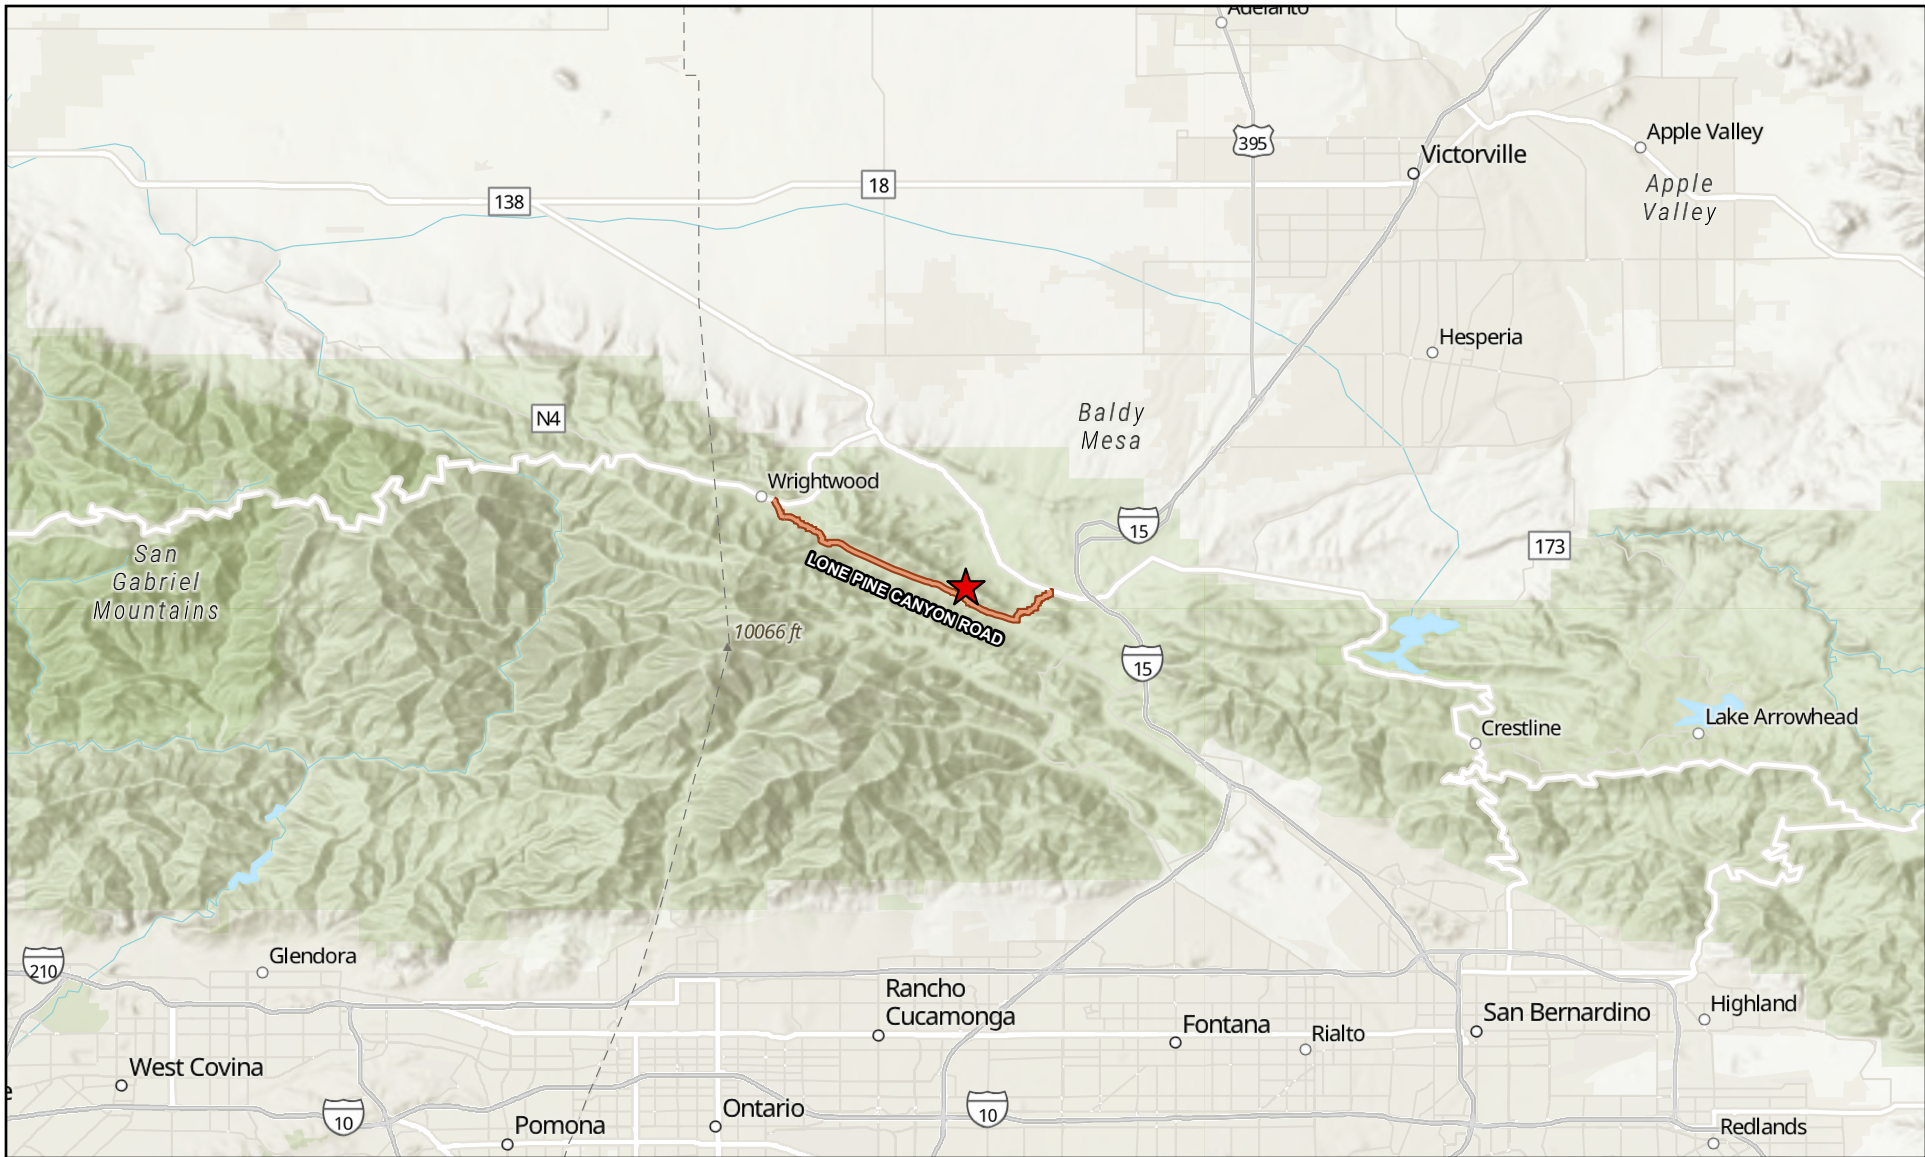 Adelanto
395
Victorville
Apple Valley
Apple
Valley
138
18
Hesperia
Baldy
Mesa
N4
Wrightwood
15
173
San
Gabriel
Mountains
LONE PINE CANYON ROAD
10066 ft
15
Crestline
Lake Arrowhead
210
Glendora
Rancho
Cucamonga
San Bernardino
Highland
Fontana
Rialto
West Covina
e
10
Pomona
Ontario
10
Redlands